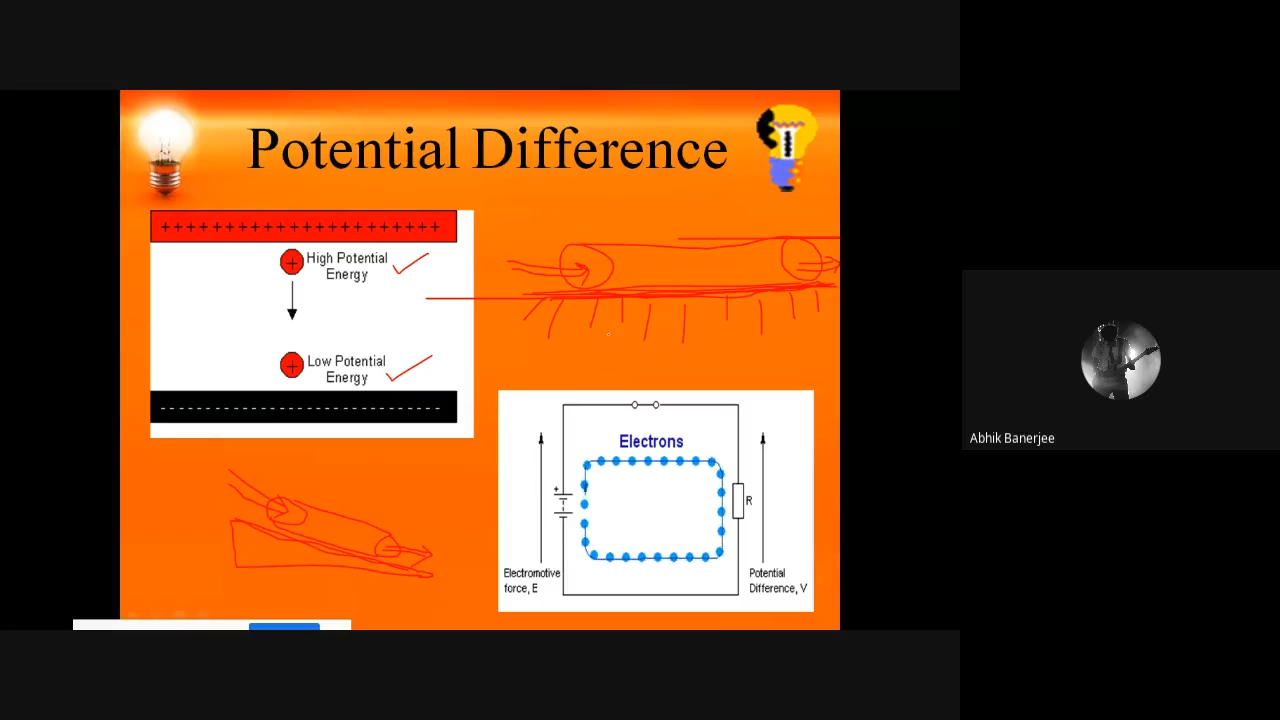 Potential Difference
+++++++++++++++++++++++
+
High Potential
Energy
+
Low Potential
Energy
Electrons
+
R
Electromotive
force, E
Potential
Difference, V
Abhik Banerjee